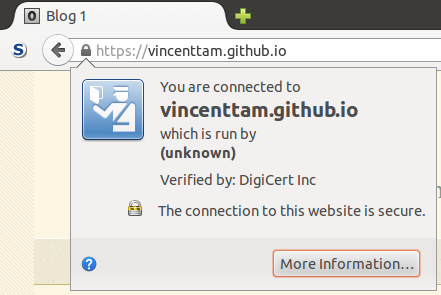 Blog 1
S
https://vincenttam.github.io
You are connected to
vincenttam.github.io
which is run by
(unknown)
Verified by: DigiCert Inc
The connection to this website is secure.
?
More Information...